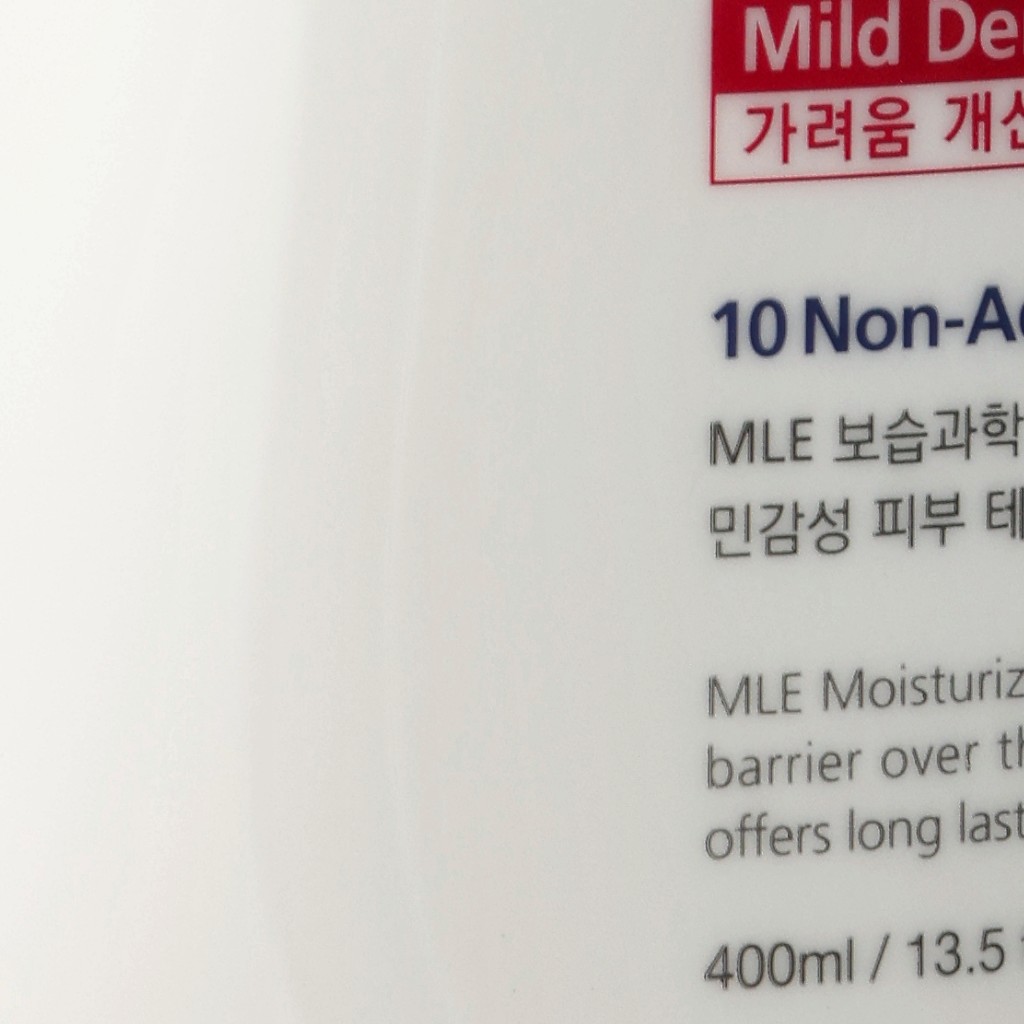 Mild De
가려움 개선
10 Non-Ac
MLE 보습과학
민감성 피부 테
MLE Moisturiz
barrier over th
offers long last
400ml / 13.5